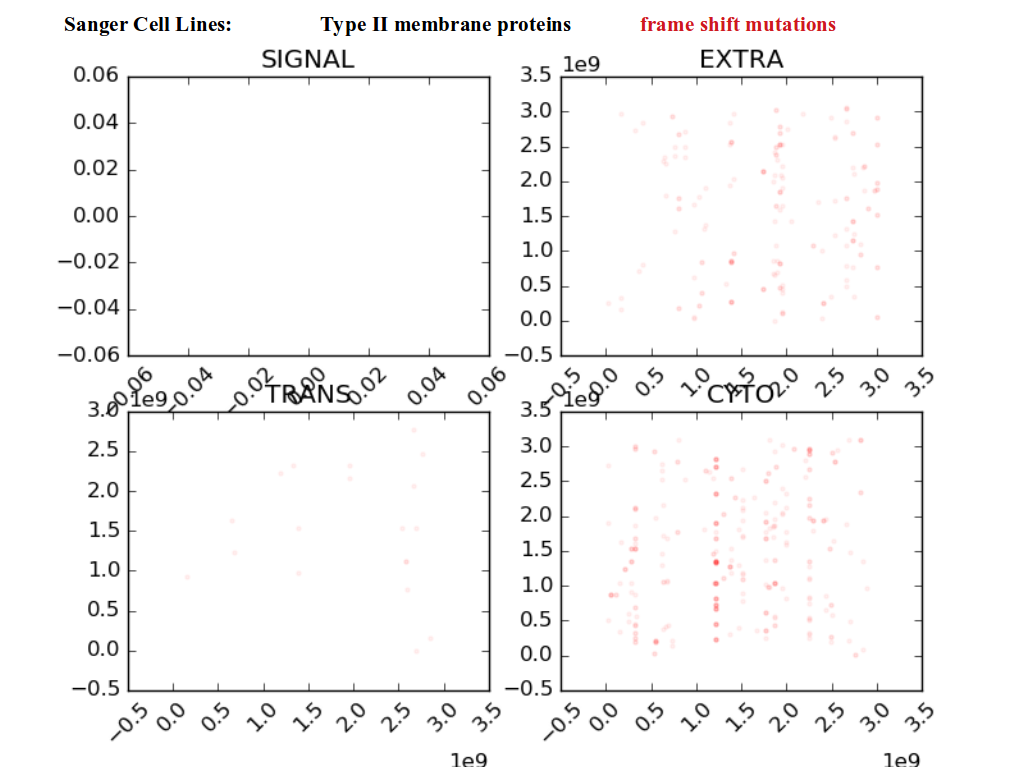 Sanger Cell Lines: Type II membrane proteins frame shift mutations
SIGNAL
0.06
0.04
0.02
0.00
−0.02
−0.04
−0.06
−0.06 −0.04 −0.02 0.00 0.02 0.04 0.06
EXTRA
1e9
3.5
3.0
2.5
2.0
1.5
1.0
0.5
0.0
−0.5
−0.5 0.0 0.5 1.0 1.5 2.0 2.5 3.0 3.5
TRANS
1e9
3.0
2.5
2.0
1.5
1.0
0.5
0.0
−0.5
−0.5 0.0 0.5 1.0 1.5 2.0 2.5 3.0 3.5
1e9
CYTO
1e9
3.5
3.0
2.5
2.0
1.5
1.0
0.5
0.0
−0.5
−0.5 0.0 0.5 1.0 1.5 2.0 2.5 3.0 3.5
1e9